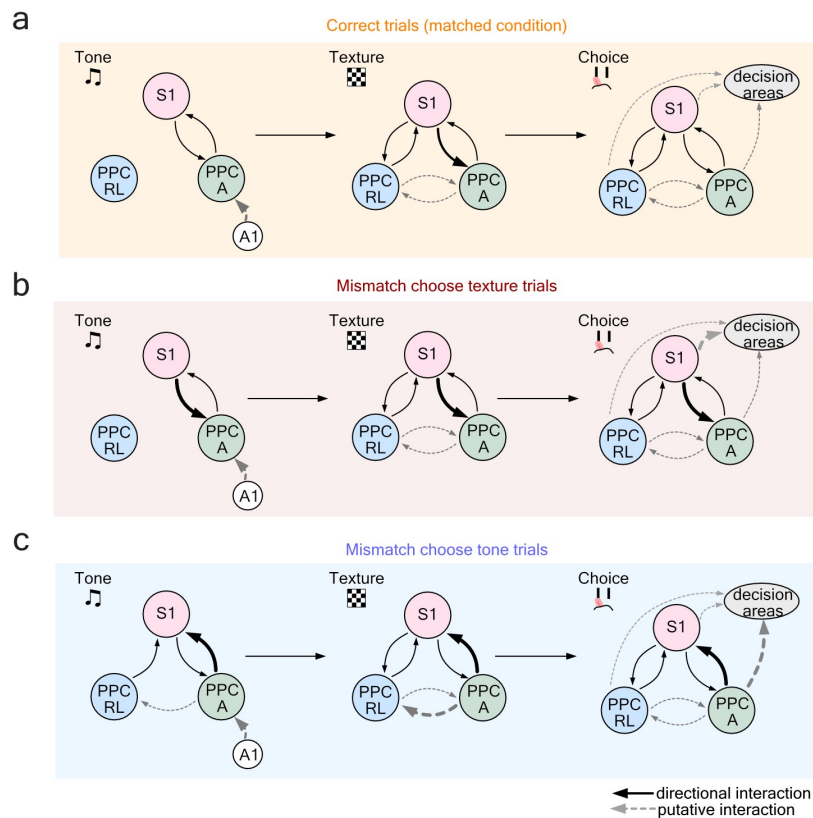 a
Correct trials (matched condition)
Tone
Texture
Choice
S1
PPC
RL
PPC
A
A1
S1
PPC
RL
PPC
A
S1
PPC
RL
PPC
A
decision
areas
b
Mismatch choose texture trials
Tone
Texture
Choice
S1
PPC
RL
PPC
A
A1
S1
PPC
RL
PPC
A
S1
PPC
RL
PPC
A
decision
areas
c
Mismatch choose tone trials
Tone
Texture
Choice
S1
PPC
RL
PPC
A
A1
S1
PPC
RL
PPC
A
S1
PPC
RL
PPC
A
decision
areas
directional interaction
putative interaction